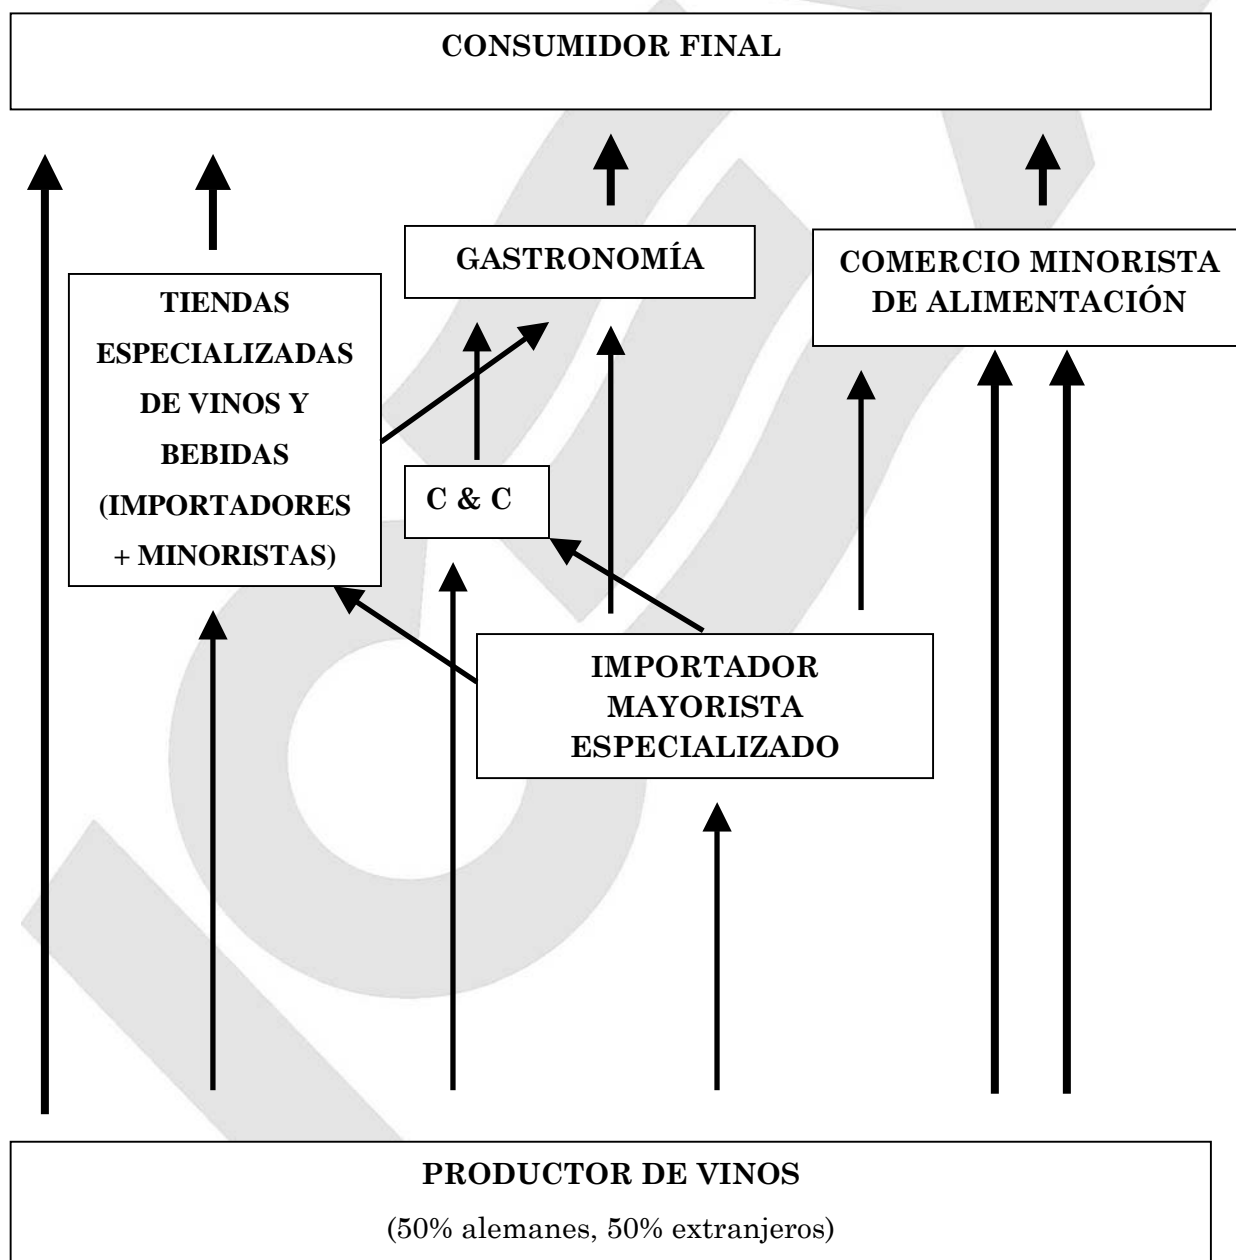 CONSUMIDOR FINAL
GASTRONOMÍA
COMERCIO MINORISTA
DE ALIMENTACIÓN
TIENDAS
ESPECIALIZADAS
DE VINOS Y
BEBIDAS
(IMPORTADORES
+ MINORISTAS)
C & C
IMPORTADOR
MAYORISTA
ESPECIALIZADO
PRODUCTOR DE VINOS
(50% alemanes, 50% extranjeros)